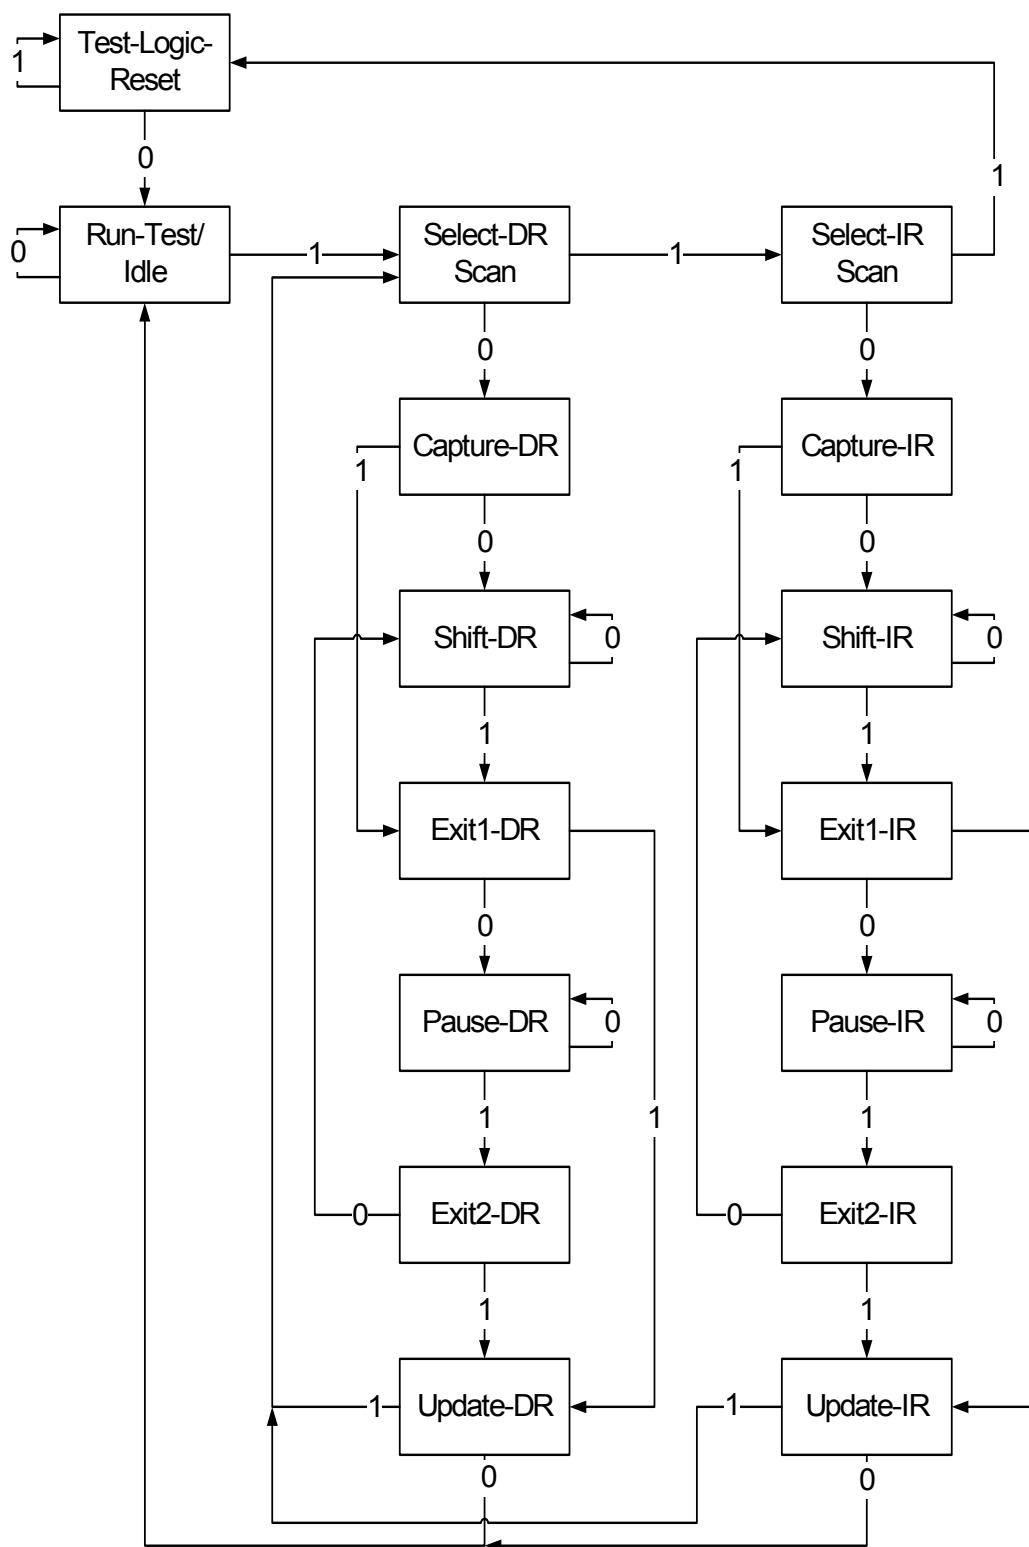 Test-Logic-
Reset
1
0
1
Run-Test/
Idle
0
1
Select-DR
Scan
1
Select-IR
Scan
0
0
Capture-DR
1
Capture-IR
1
0
0
Shift-DR
0
Shift-IR
0
1
1
Exit1-DR
Exit1-IR
0
0
Pause-DR
0
Pause-IR
0
1
1
1
Exit2-DR
0
Exit2-IR
0
1
1
1
Update-DR
1
Update-IR
0
0